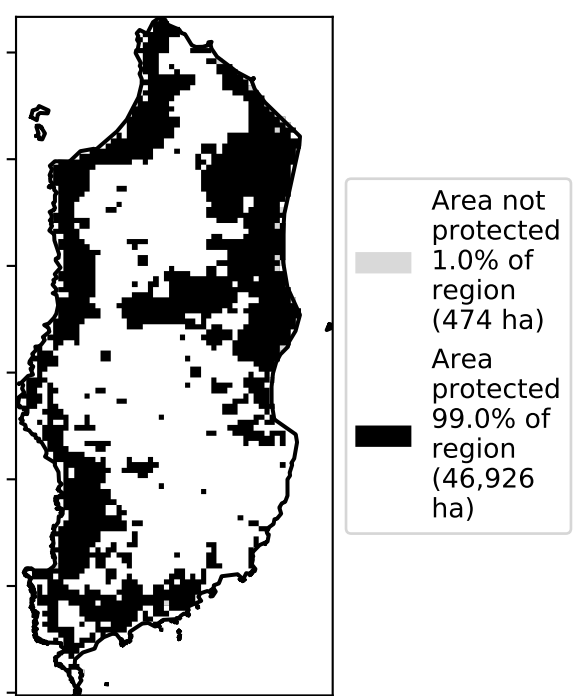 Area not
protected
1.0% of
region
(474 ha)
Area
protected
99.0% of
region
(46,926
ha)